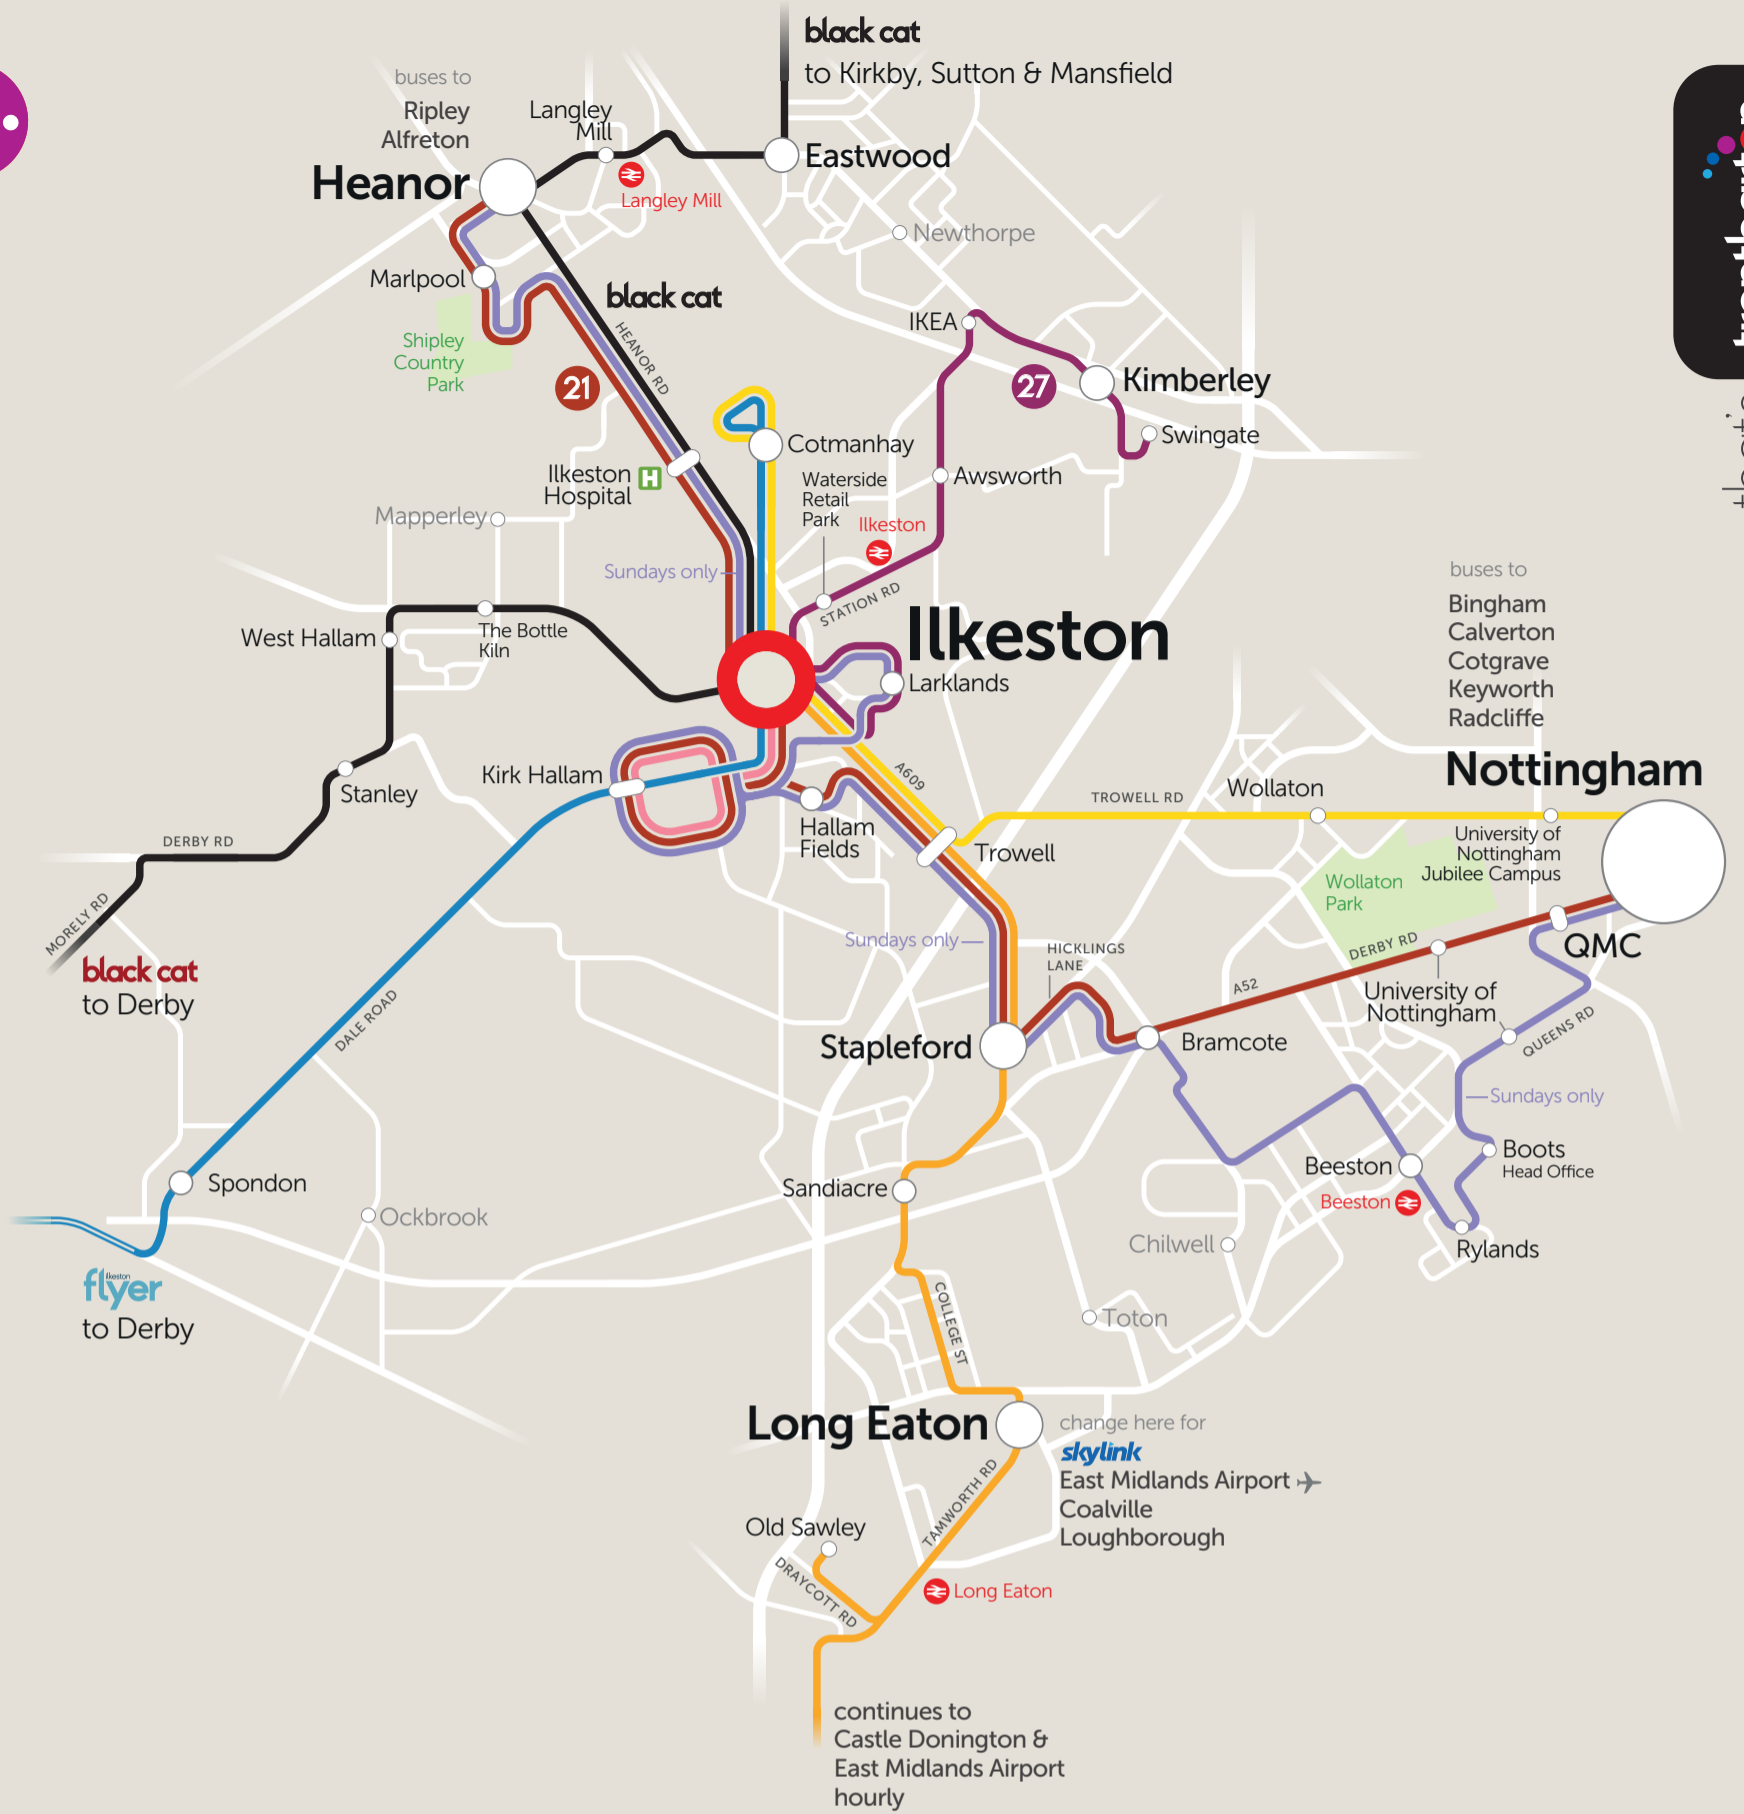 black cat
to Kirkby, Sutton & Mansfield
buses to
Ripley
Alfreton
Langley
Mill
Heanor
Eastwood
Langley Mill
Newthorpe
Marlpool
black cat
HEANOR RD
IKEA
Shipley
Country
Park
21
27
Kimberley
Swingate
Cotmanhay
Ilkeston
Hospital
H
Waterside
Retail
Park
Awsworth
Mapperley
Ilkeston
Sundays only
STATION RD
buses to
Bingham
Calverton
Cotgrave
Keyworth
Radcliffe
Ilkeston
West Hallam
The Bottle
Kiln
Larklands
Kirk Hallam
A609
Stanley
Nottingham
Wollaton
TROWELL RD
DERBY RD
Hallam
Fields
Trowell
University of
Nottingham
Jubilee Campus
Wollaton
Park
MORELY RD
black cat
to Derby
Sundays only
HICKLINGS
LANE
DERBY RD
QMC
A52
University of
Nottingham
DALE ROAD
Stapleford
Bramcote
QUEENS RD
Sundays only
Spondon
Sandiacre
Beeston
Beeston
Boots
Head Office
Ockbrook
Chilwell
Rylands
ilkeston
flyer
to Derby
COLLEGE ST
Toton
Long Eaton
change here for
skylink
East Midlands Airport
Coalville
Loughborough
TAMWORTH RD
Old Sawley
DRAYCOTT RD
Long Eaton
continues to
Castle Donington &
East Midlands Airport
hourly